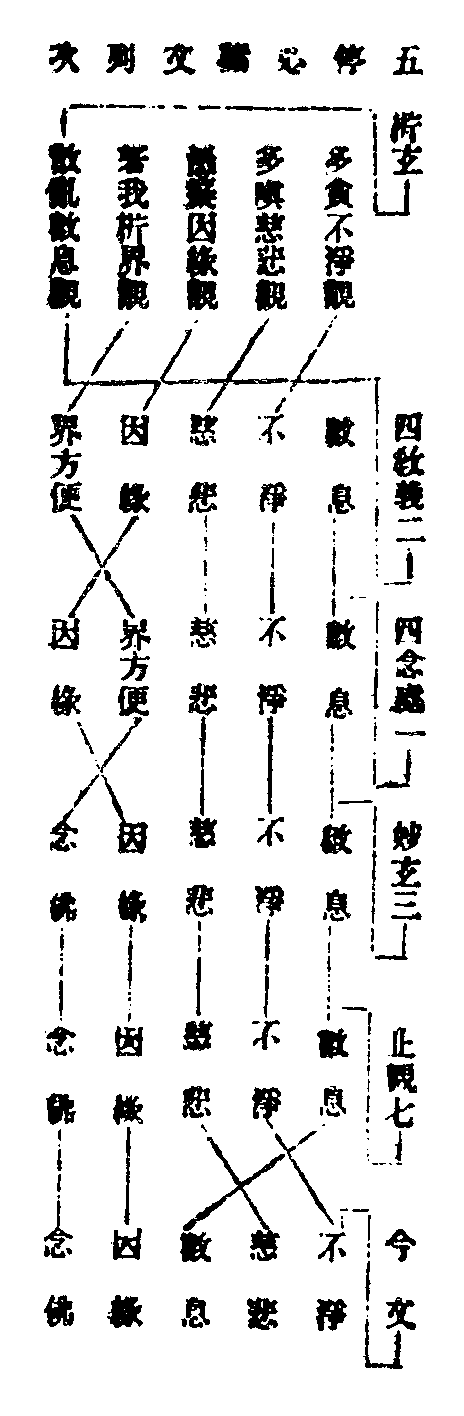 五停心諸文列次
析玄
多貪不淨觀
多瞋慈悲觀
愚癡因緣觀
著我析界觀
散亂數息觀
四教義二
數息
不淨
慈悲
因緣
界方便
四念處一
數息
不淨
慈悲
界方便
因緣
妙玄三
數息
不淨
慈悲
因緣
念佛
止觀七
數息
不淨
慈悲
因緣
念佛
今文
不淨
慈悲
數息
因緣
念佛